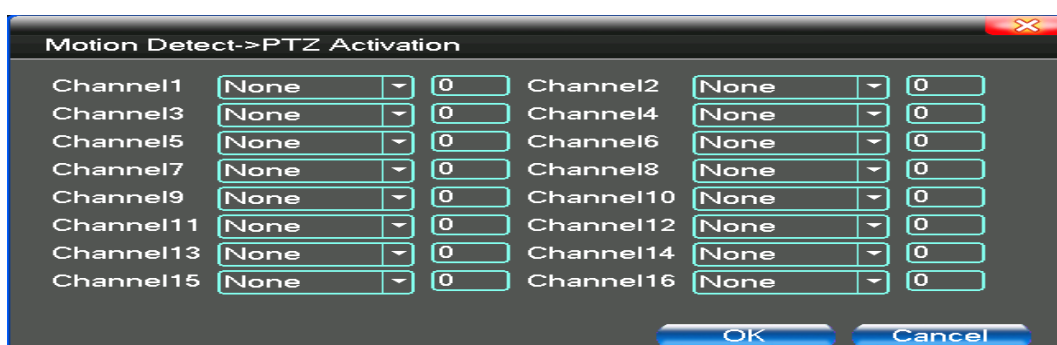 Motion Detect->PTZ Activation
Channel1 None 0 Channel2 None 0
Channel3 None 0 Channel4 None 0
Channel5 None 0 Channel6 None 0
Channel7 None 0 Channel8 None 0
Channel9 None 0 Channel10 None 0
Channel11 None 0 Channel12 None 0
Channel13 None 0 Channel14 None 0
Channel15 None 0 Channel16 None 0
OK Cancel